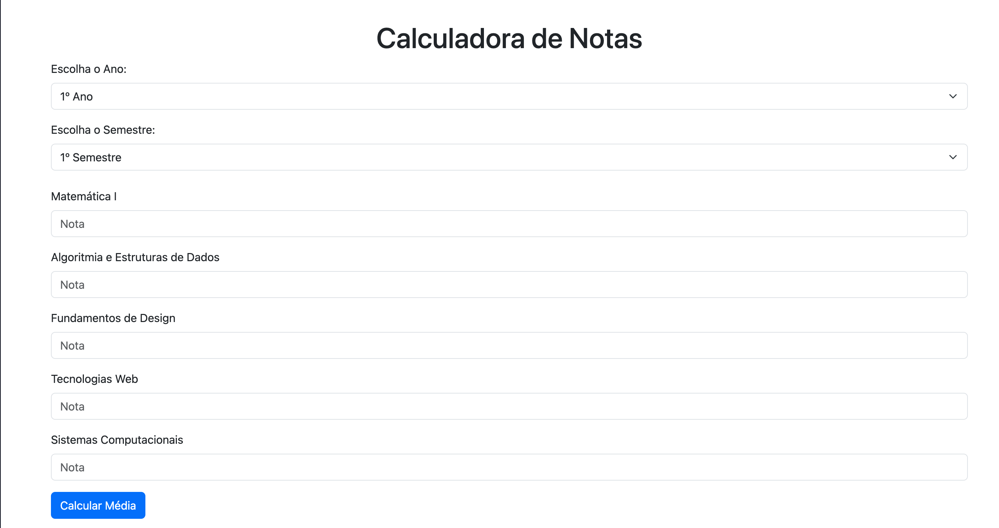 Calculadora de Notas
Escolha o Ano:
1º Ano
Escolha o Semestre:
1º Semestre
Matemática I
Nota
Algoritmia e Estruturas de Dados
Nota
Fundamentos de Design
Nota
Tecnologias Web
Nota
Sistemas Computacionais
Nota
Calcular Média